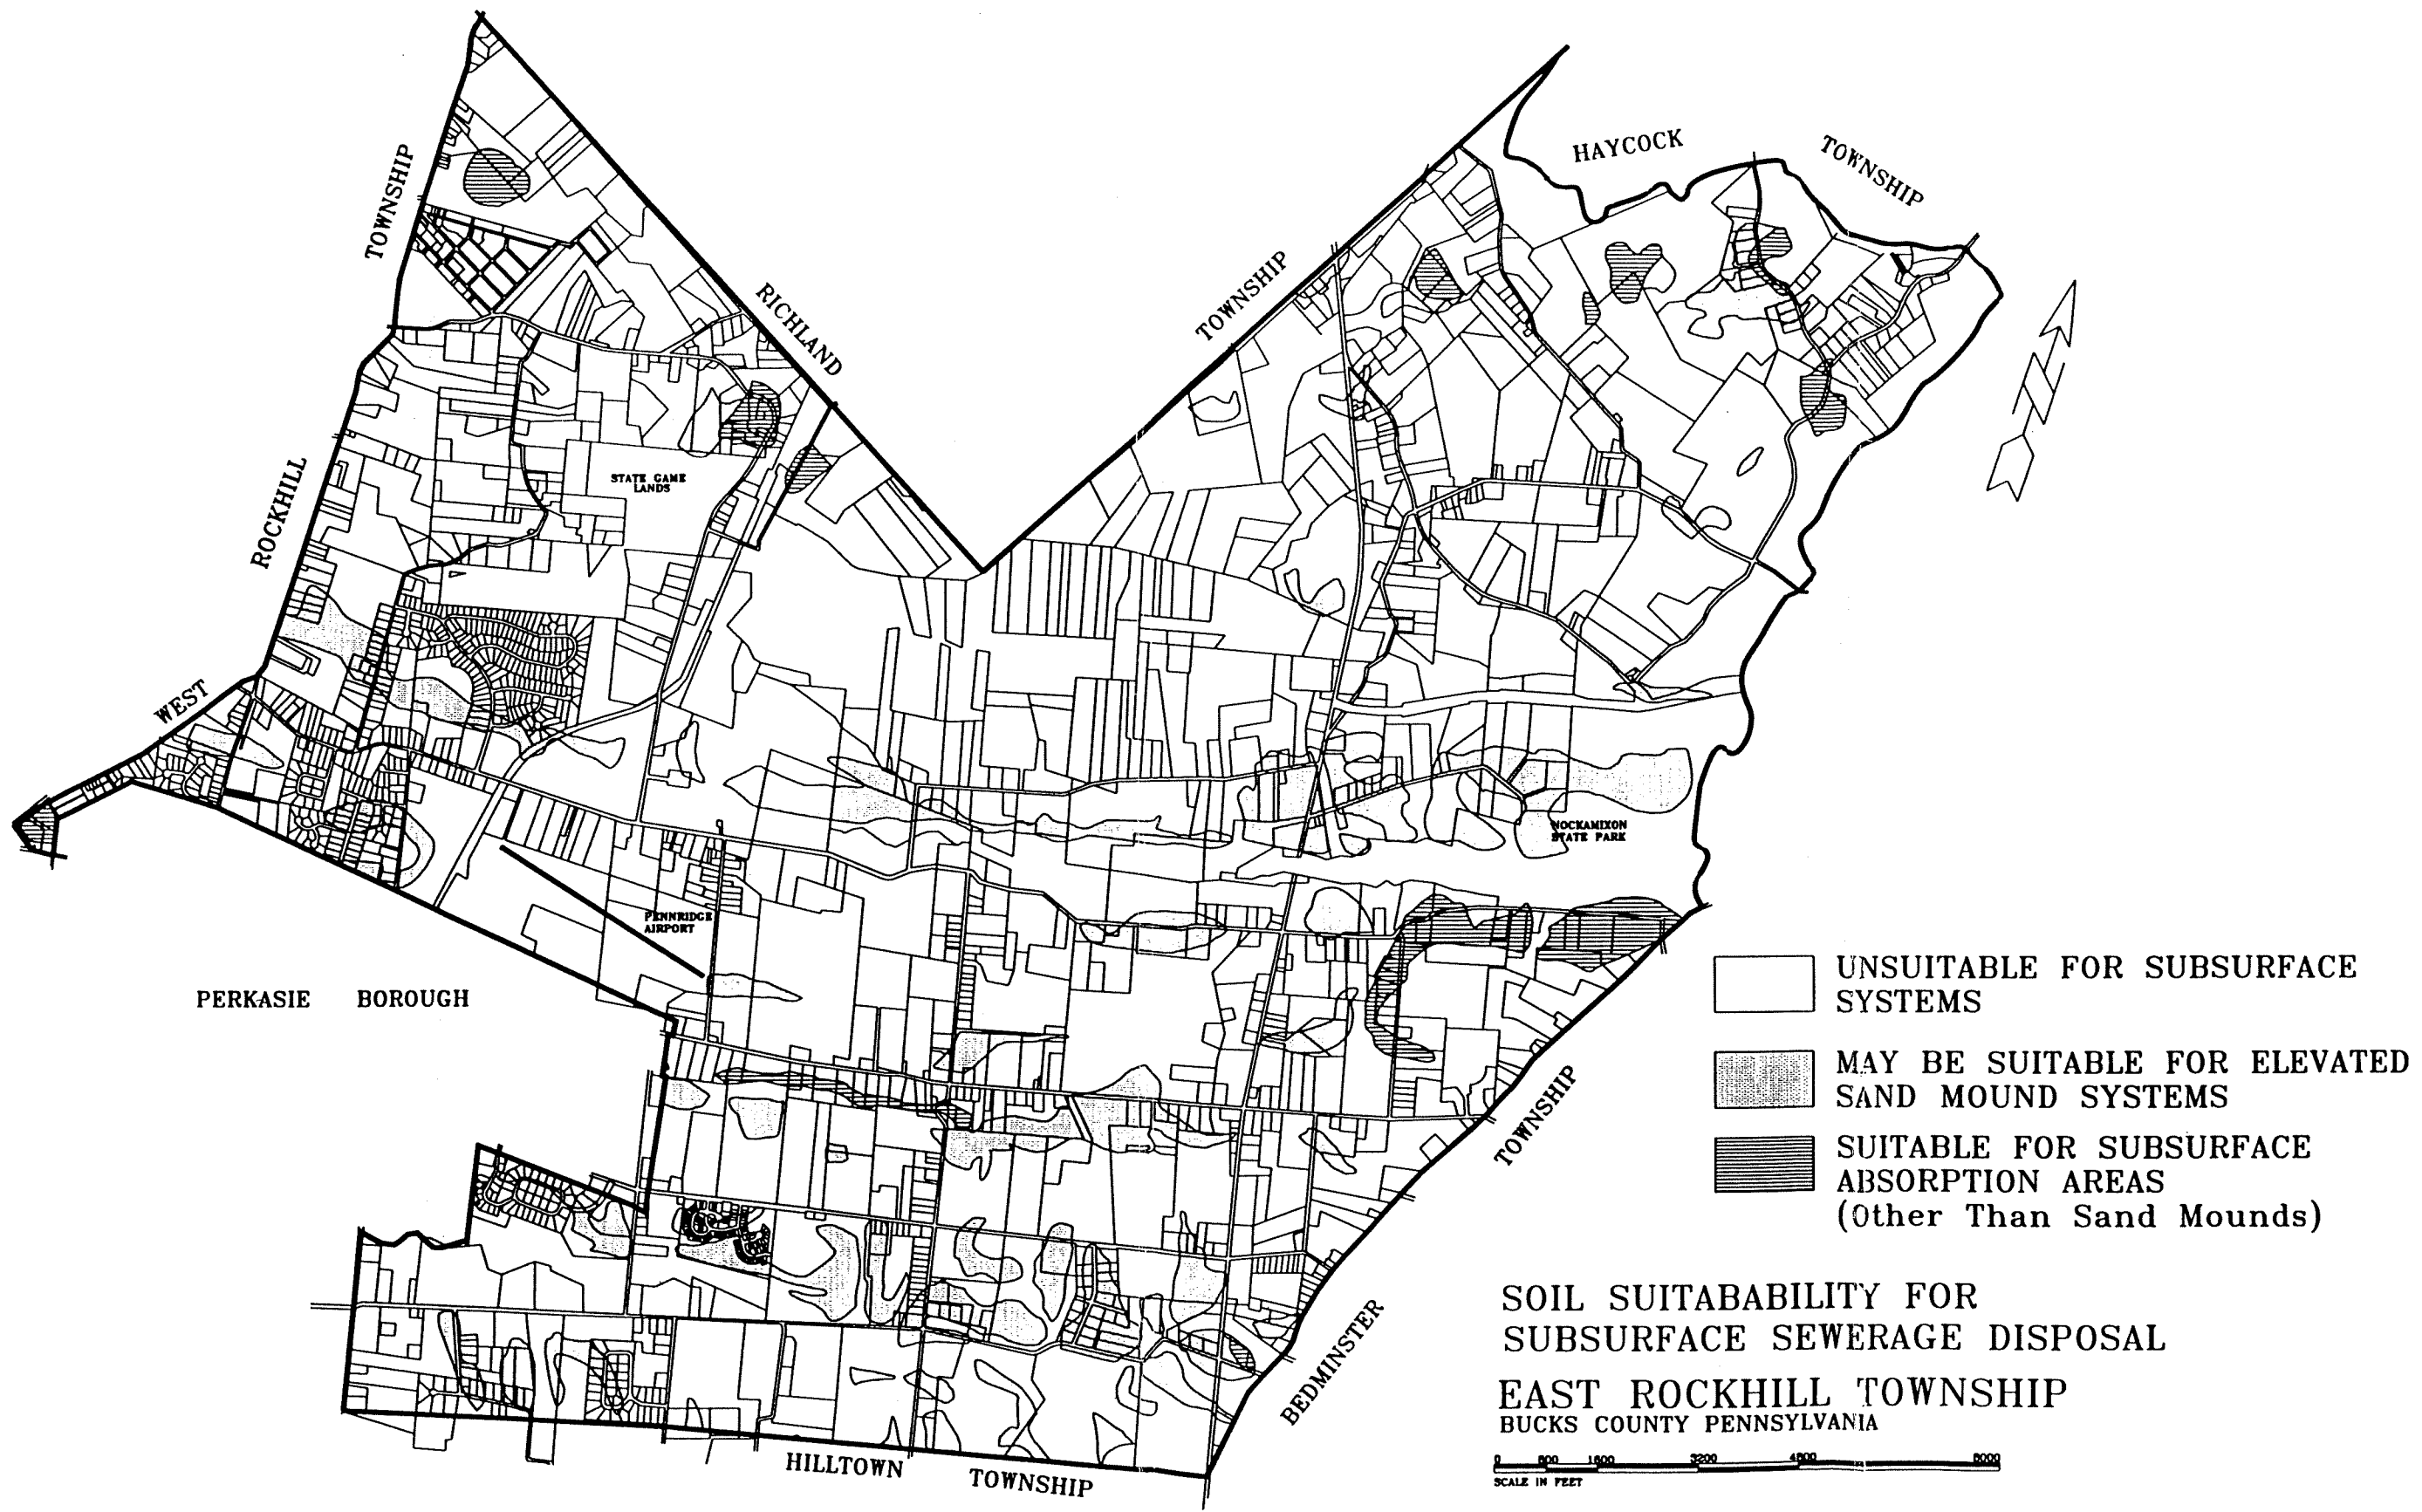 HAYCOCK
TOWNSHIP
TOWNSHIP
RICHLAND
TOWNSHIP
ROCKHILL
STATE GAME
LANDS
WEST
NOCKAMIXON
STATE PARK
PENNRIDGE
AIRPORT
PERKASIE BOROUGH
UNSUITABLE FOR SUBSURFACE
SYSTEMS
MAY BE SUITABLE FOR ELEVATED
SAND MOUND SYSTEMS
SUITABLE FOR SUBSURFACE
ABSORPTION AREAS
(Other Than Sand Mounds)
TOWNSHIP
BEDMINSTER
SOIL SUITABABILITY FOR
SUBSURFACE SEWERAGE DISPOSAL
EAST ROCKHILL TOWNSHIP
BUCKS COUNTY PENNSYLVANIA
0 800 1600 3200 4800 8000
SCALE IN FEET
HILLTOWN TOWNSHIP
N